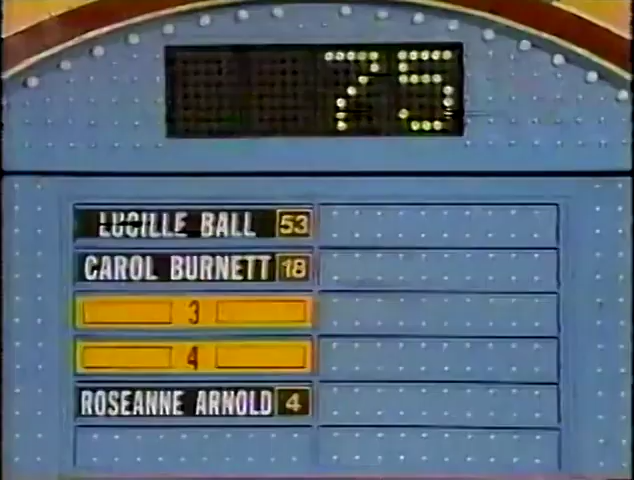 75
LUCILLE BALL 53
CAROL BURNETT 18
3
4
ROSEANNE ARNOLD 4